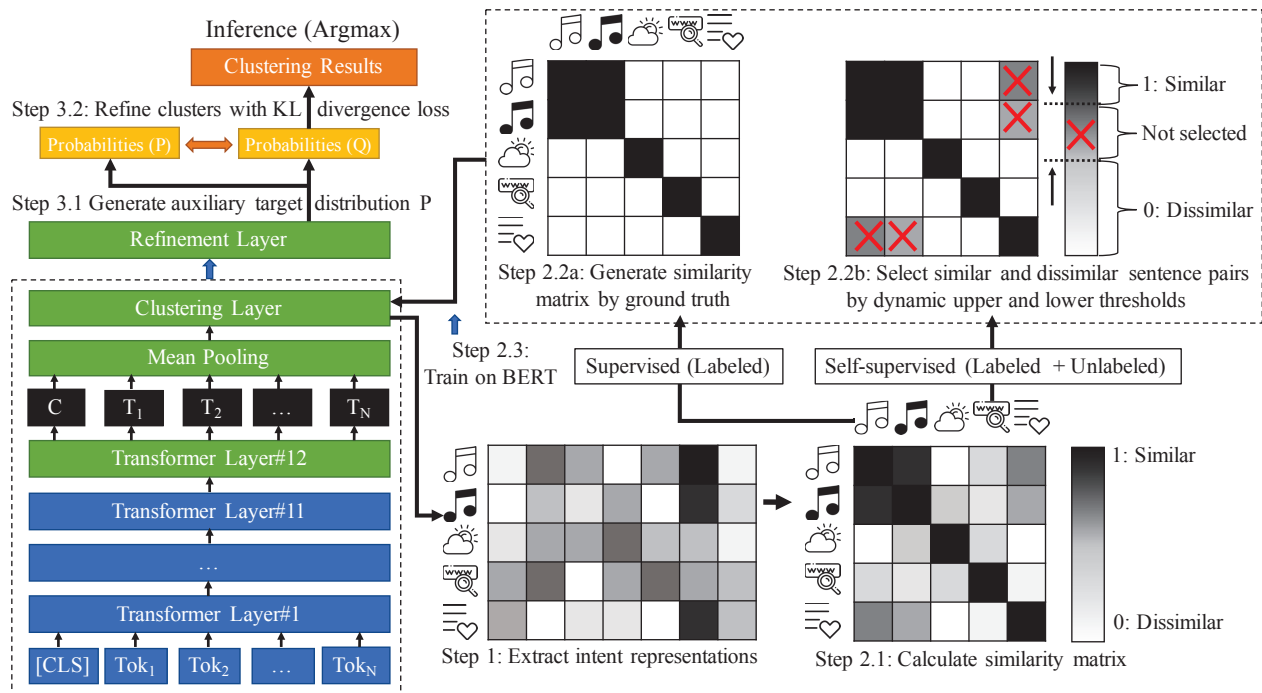 Inference (Argmax)
Clustering Results
Step 3.2: Refine clusters with KL divergence loss
Probabilities (P)
Probabilities (Q)
Step 3.1 Generate auxiliary target distribution P
Refinement Layer
Clustering Layer
Mean Pooling
C
T1
T2
…
TN
Transformer Layer#12
Transformer Layer#11
…
Transformer Layer#1
[CLS]
Tok1
Tok2
…
TokN
www
www
Step 2.2a: Generate similarity
matrix by ground truth
1: Similar
Not selected
0: Dissimilar
Step 2.2b: Select similar and dissimilar sentence pairs
by dynamic upper and lower thresholds
Step 2.3:
Train on BERT
Supervised (Labeled)
Self-supervised (Labeled + Unlabeled)
www
Step 1: Extract intent representations
www
www
1: Similar
0: Dissimilar
Step 2.1: Calculate similarity matrix